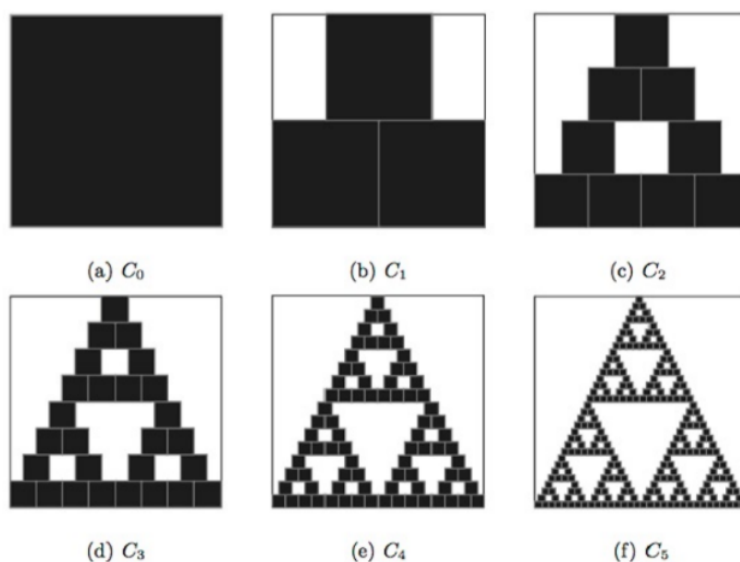 (a) C₀
(b) C₁
(c) C₂
(d) C₃
(e) C₄
(f) C₅